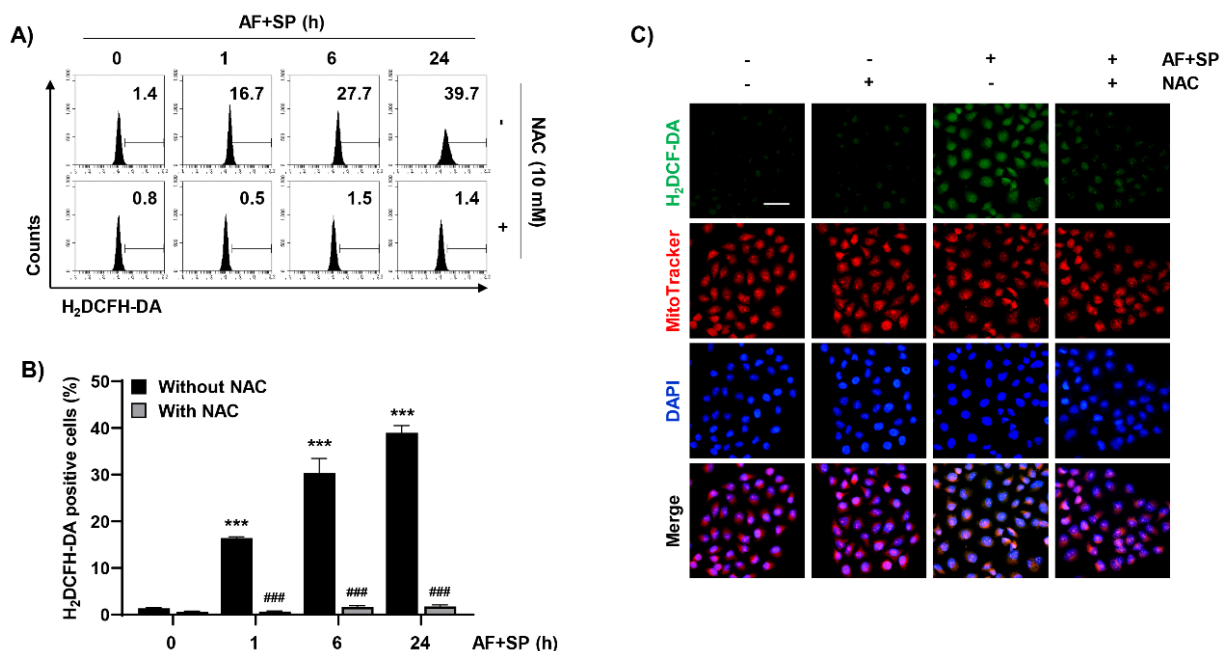 A)
AF+SP (h)
0 1 6 24
1.4 16.7 27.7 39.7
0.8 0.5 1.5 1.4
-
+
NAC (10 mM)
Counts
H₂DCFH-DA
B)
H₂DCFH-DA positive cells (%)
50
40
30
20
10
0
Without NAC
With NAC
*** *** ***
### ### ###
0 1 6 24 AF+SP (h)
C)
- - + + AF+SP
- + - + NAC
H₂DCF-DA
MitoTracker
DAPI
Merge